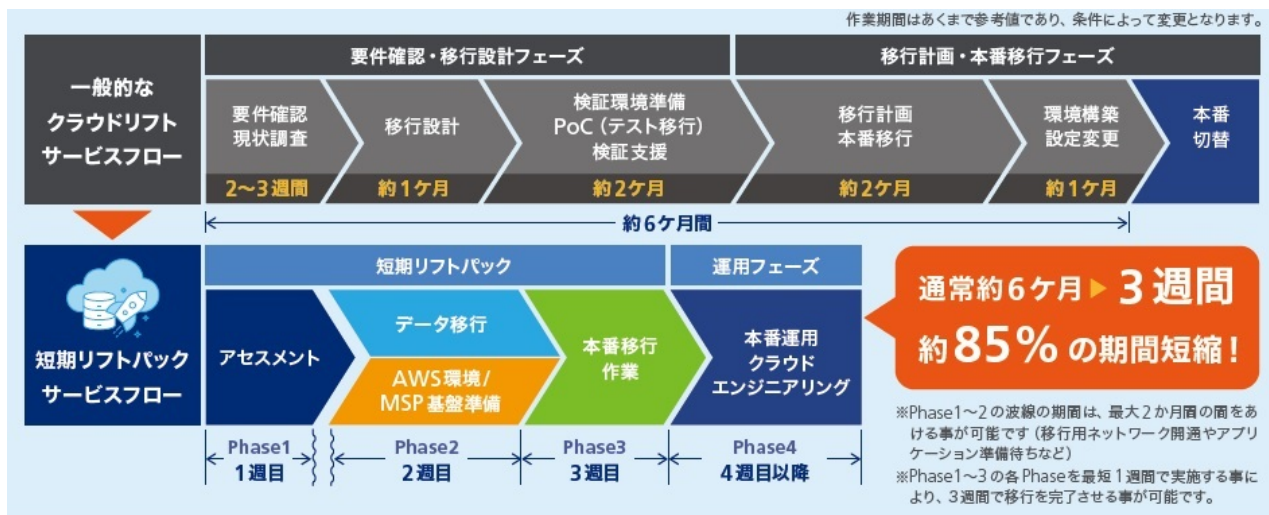 作業期間はあくまで参考値であり、条件によって変更となります。
一般的な
クラウドリフト
サービスフロー
要件確認・移行設計フェーズ
移行計画・本番移行フェーズ
要件確認
現状調査
2〜3週間
移行設計
約1ケ月
検証環境準備
PoC（テスト移行）
検証支援
約2ケ月
移行計画
本番移行
約2ケ月
環境構築
設定変更
約1ケ月
本番
切替
約6ケ月間
短期リフトパック
サービスフロー
短期リフトパック
運用フェーズ
アセスメント
データ移行
AWS環境/
MSP基盤準備
本番移行
作業
本番運用
クラウド
エンジニアリング
Phase1
1週目
Phase2
2週目
Phase3
3週目
Phase4
4週目以降
通常約6ケ月▶3週間
約85%の期間短縮！
※Phase1〜2の波線の期間は、最大2か月間の間をあ
ける事が可能です（移行用ネットワーク開通やアプリ
ケーション準備待ちなど）
※Phase1〜3の各Phaseを最短1週間で実施する事に
より、3週間で移行を完了させる事が可能です。